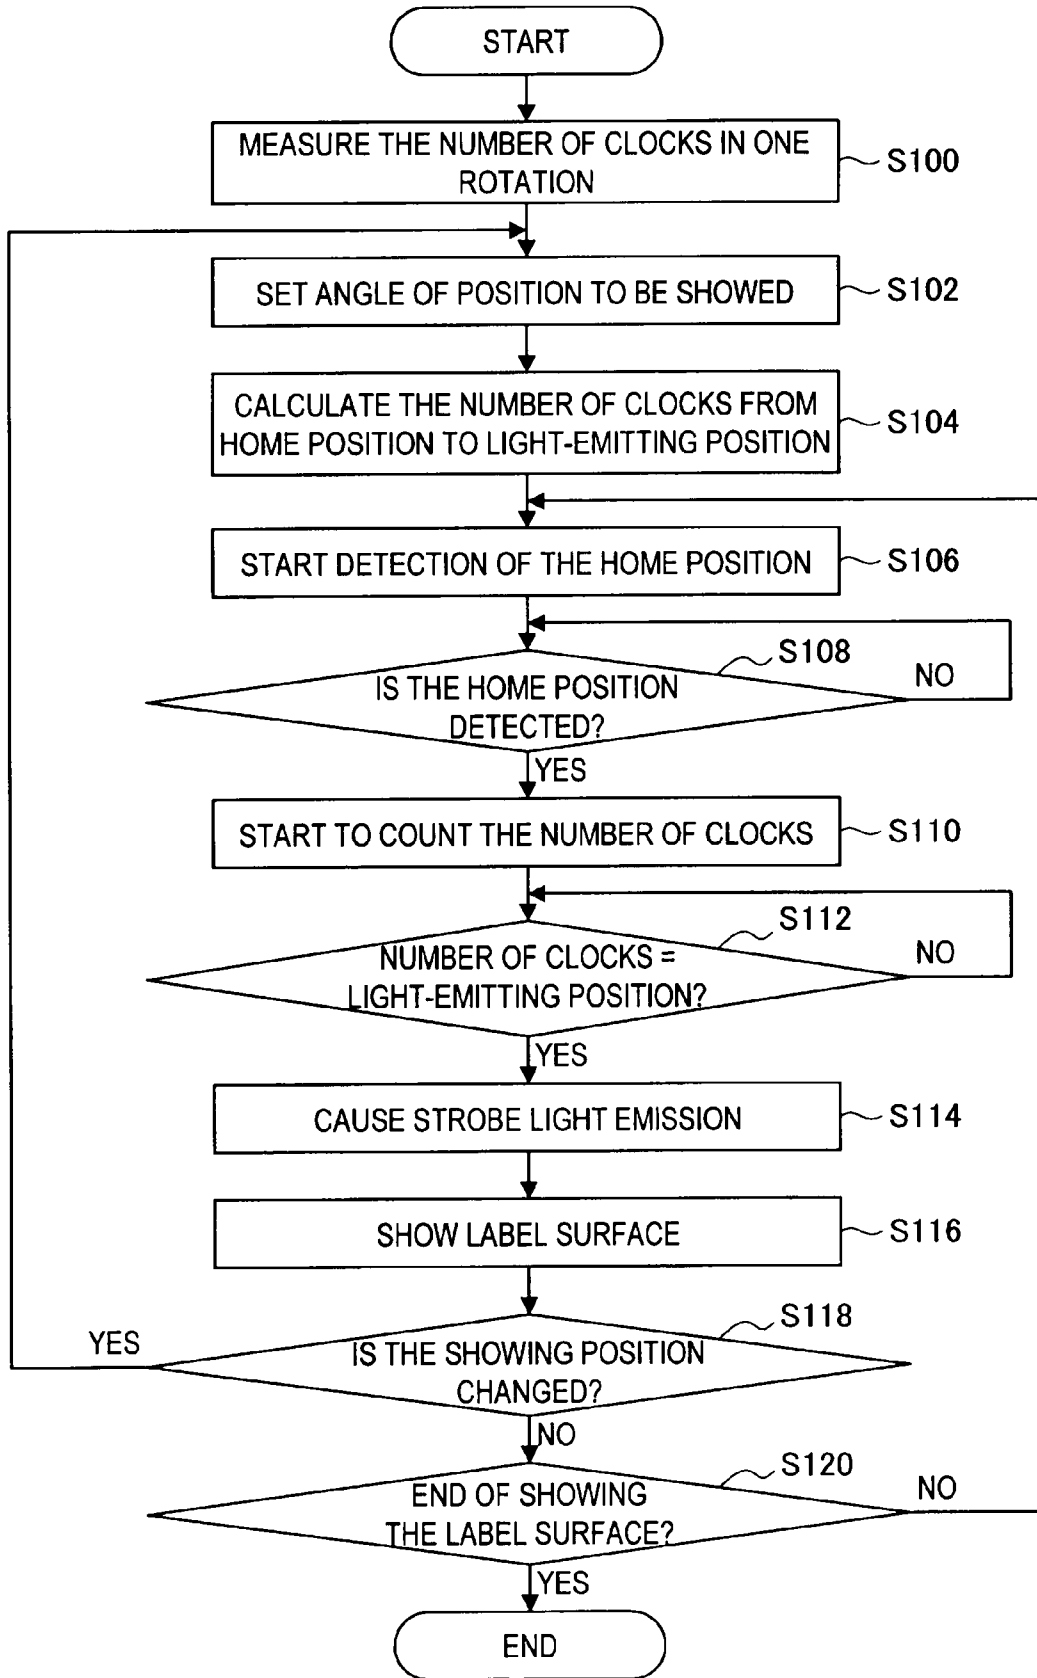 START
MEASURE THE NUMBER OF CLOCKS IN ONE
ROTATION
S100
SET ANGLE OF POSITION TO BE SHOWED
S102
CALCULATE THE NUMBER OF CLOCKS FROM
HOME POSITION TO LIGHT-EMITTING POSITION
S104
START DETECTION OF THE HOME POSITION
S106
S108
IS THE HOME POSITION
DETECTED?
NO
YES
START TO COUNT THE NUMBER OF CLOCKS
S110
S112
NUMBER OF CLOCKS =
LIGHT-EMITTING POSITION?
NO
YES
CAUSE STROBE LIGHT EMISSION
S114
SHOW LABEL SURFACE
S116
S118
YES
IS THE SHOWING POSITION
CHANGED?
NO
S120
END OF SHOWING
THE LABEL SURFACE?
NO
YES
END